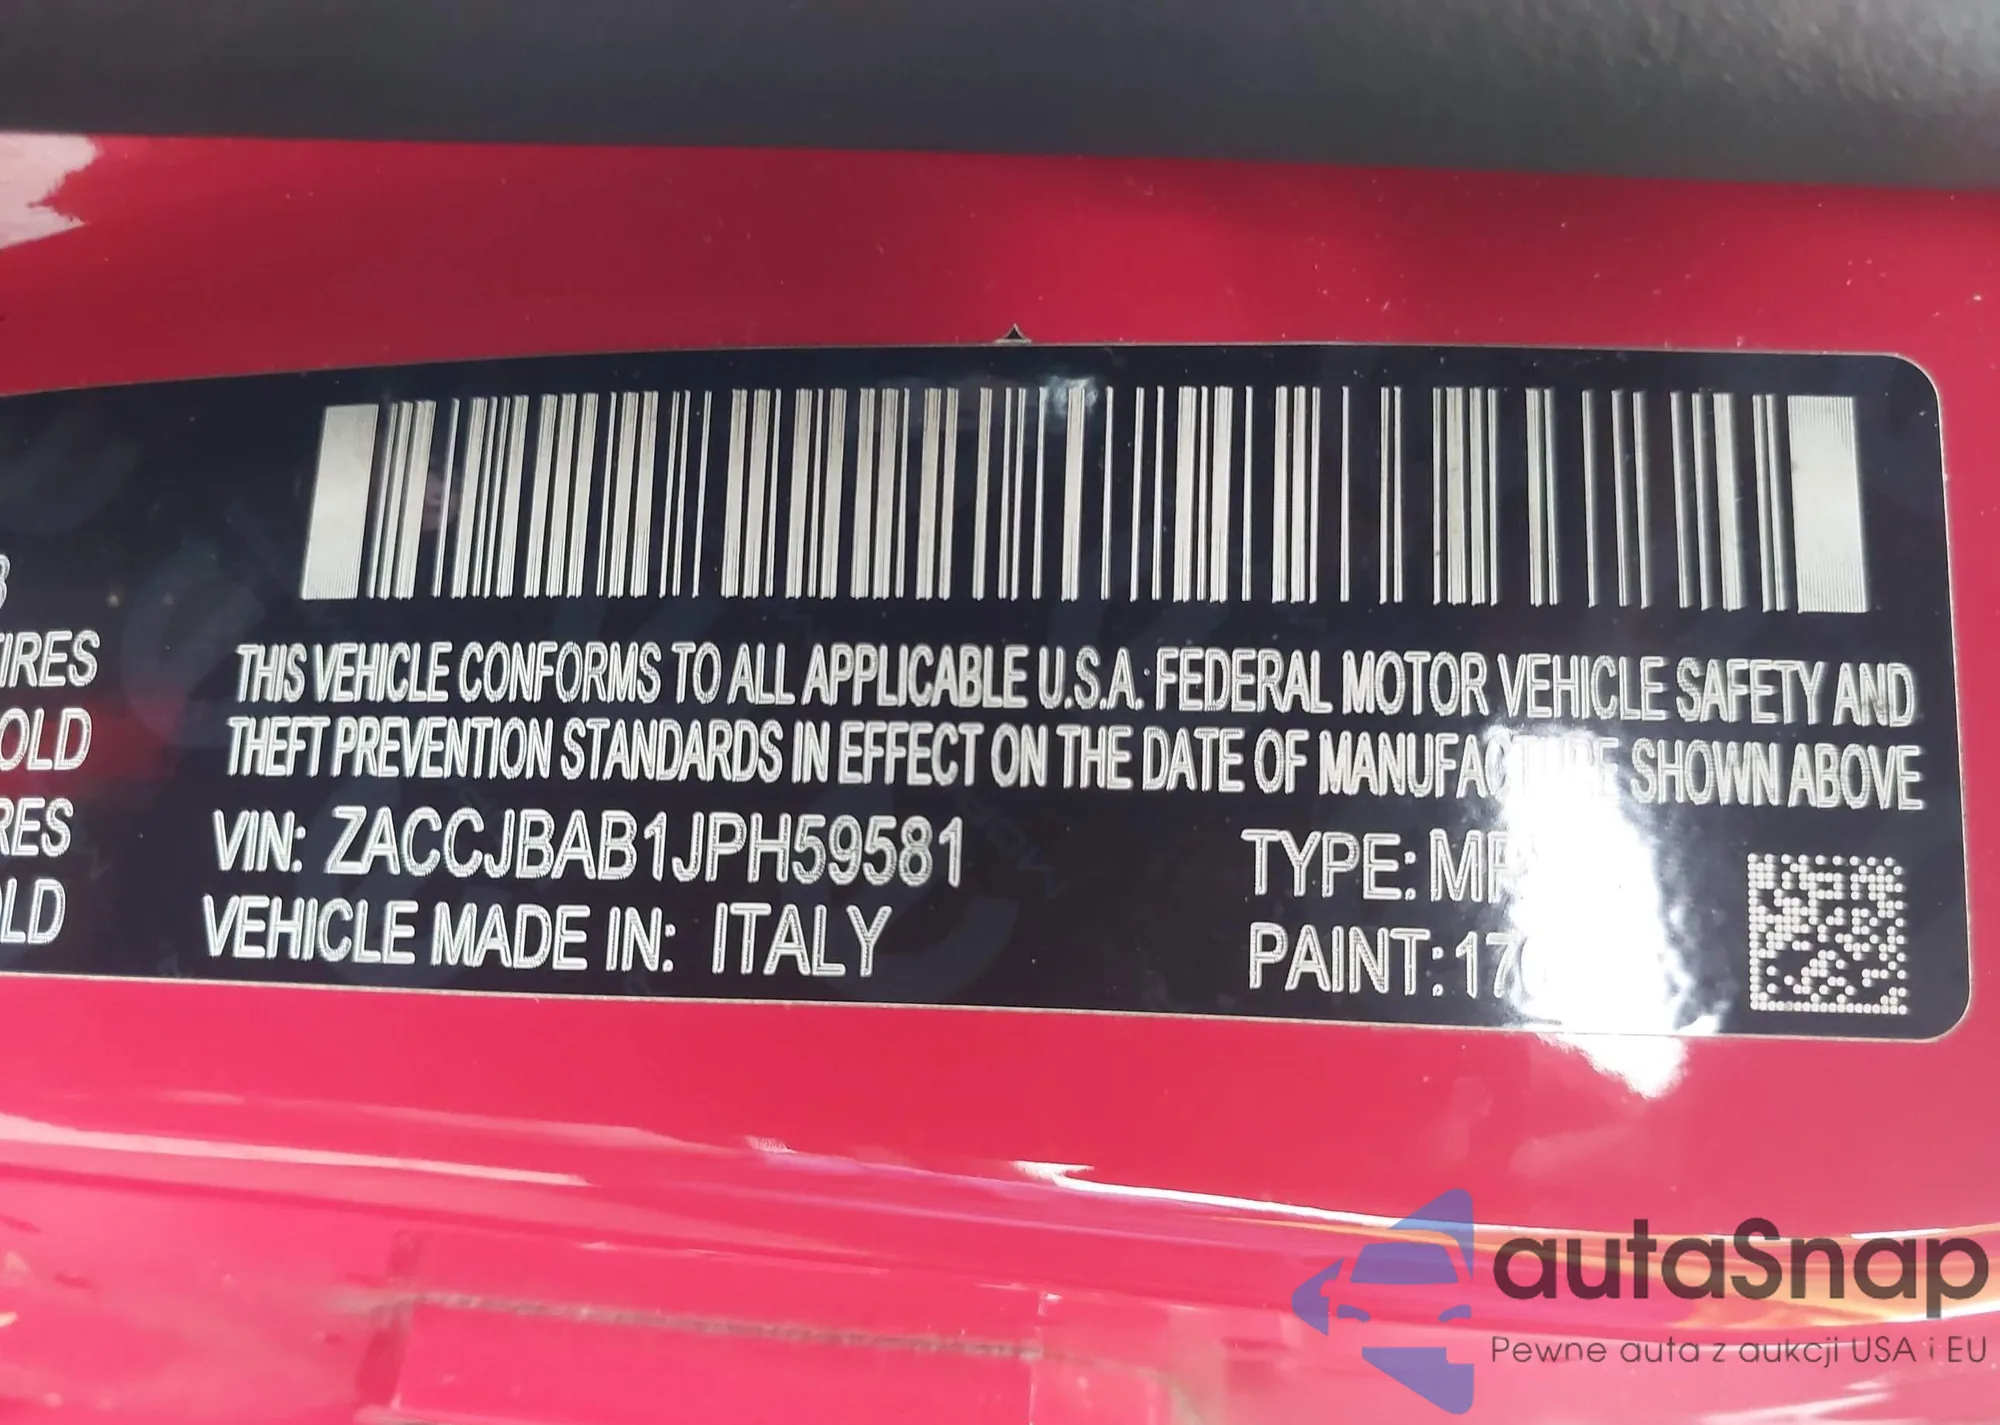 TIRES
OLD
RES
LD
THIS VEHICLE CONFORMS TO ALL APPLICABLE U.S.A. FEDERAL MOTOR VEHICLE SAFETY AND
THEFT PREVENTION STANDARDS IN EFFECT ON THE DATE OF MANUFACTURE SHOWN ABOVE
VIN: ZACCJBAB1JPH59581 TYPE:
VEHICLE MADE IN: ITALY PAINT:
autaSnap
Pewne auta z aukcji USA i EU